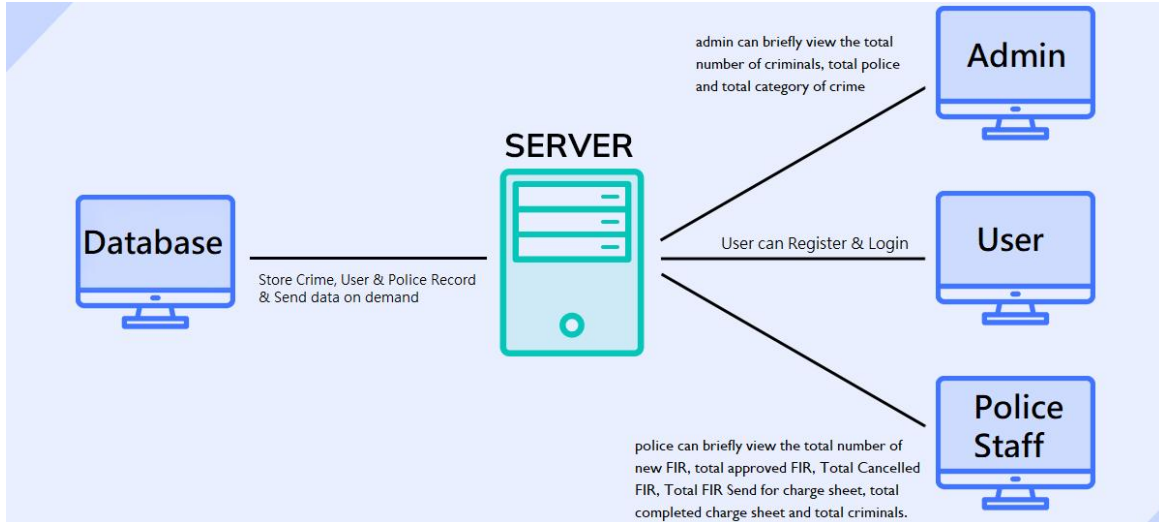 admin can briefly view the total
number of criminals, total police
and total category of crime
Admin
SERVER
Database
Store Crime, User & Police Record
& Send data on demand
User can Register & Login
User
Police
Staff
police can briefly view the total number of
new FIR, total approved FIR, Total Cancelled
FIR, Total FIR Send for charge sheet, total
completed charge sheet and total criminals.